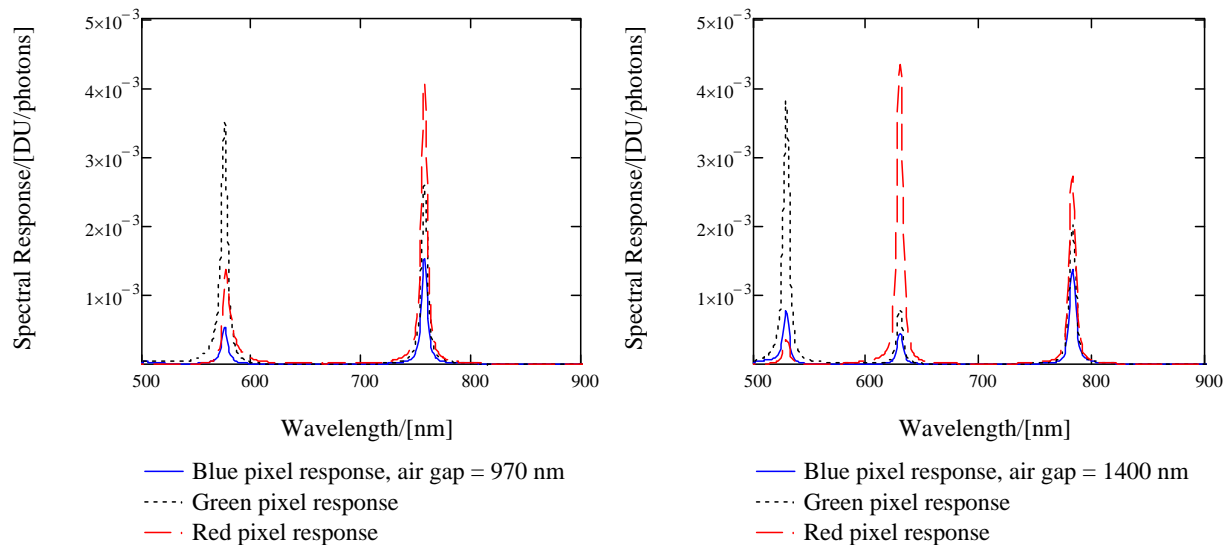 Spectral Response/[DU/photons]
5×10⁻³
4×10⁻³
3×10⁻³
2×10⁻³
1×10⁻³
500 600 700 800 900
Wavelength/[nm]
Blue pixel response, air gap = 970 nm
Green pixel response
Red pixel response
Spectral Response/[DU/photons]
5×10⁻³
4×10⁻³
3×10⁻³
2×10⁻³
1×10⁻³
500 600 700 800 900
Wavelength/[nm]
Blue pixel response, air gap = 1400 nm
Green pixel response
Red pixel response